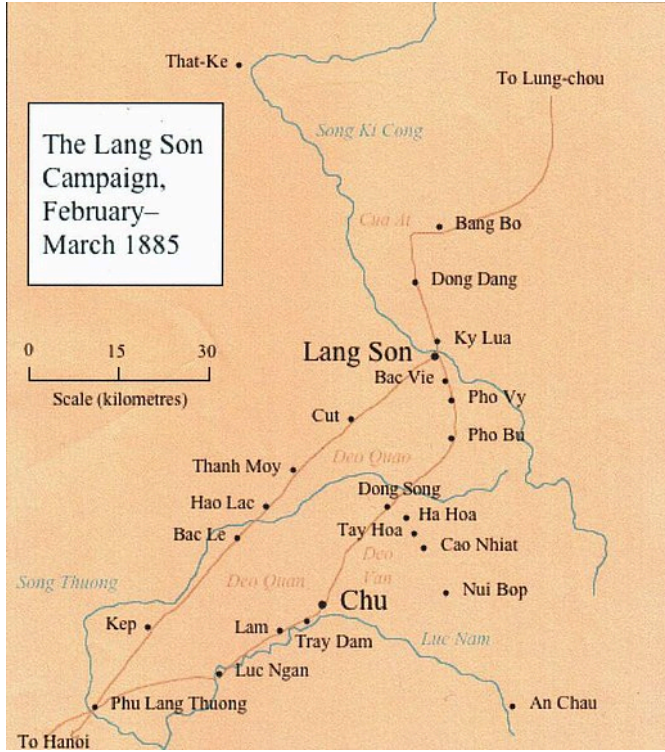 That-Ke
To Lung-chou
The Lang Son
Campaign,
February–
March 1885
Song Ki Cong
Cua Ai
Bang Bo
Dong Dang
Ky Lua
Lang Son
0 15 30
Scale (kilometres)
Bac Vie
Pho Vy
Cut
Pho Bu
Deo Quao
Thanh Moy
Dong Song
Hao Lac
Ha Hoa
Bac Le
Tay Hoa
Cao Nhiat
Song Thuong
Deo Quan
Deo
Van
Nui Bop
Chu
Kep
Lam
Tray Dam
Luc Nam
Luc Ngan
Phu Lang Thuong
An Chau
To Hanoi